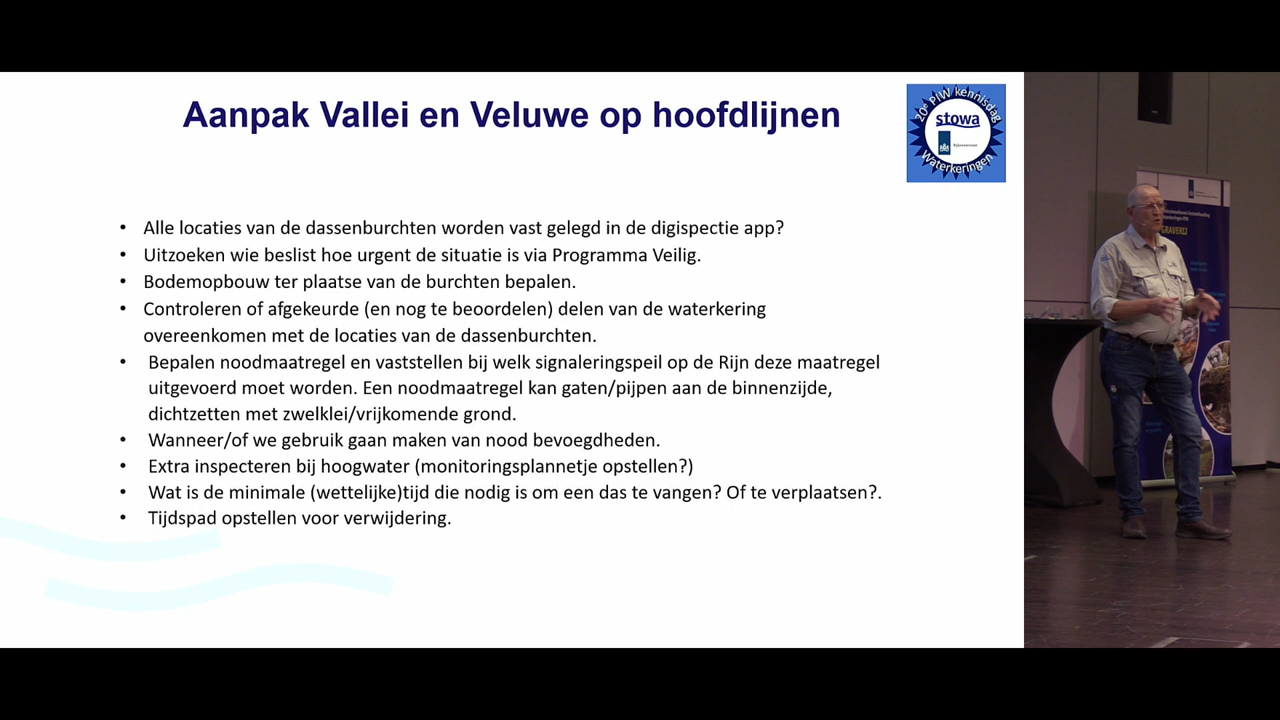 Aanpak Vallei en Veluwe op hoofdlijnen
20e PIW kennisdag
stowa
Rijkswaterstaat
Waterkeringen
• Alle locaties van de dassenburchten worden vast gelegd in de digispectie app?
• Uitzoeken wie beslist hoe urgent de situatie is via Programma Veilig.
• Bodemopbouw ter plaatse van de burchten bepalen.
• Controleren of afgekeurde (en nog te beoordelen) delen van de waterkering
overeenkomen met de locaties van de dassenburchten.
• Bepalen noodmaatregel en vaststellen bij welk signaleringspeil op de Rijn deze maatregel
uitgevoerd moet worden. Een noodmaatregel kan gaten/pijpen aan de binnenzijde,
dichtzetten met zwelklei/vrijkomende grond.
• Wanneer/of we gebruik gaan maken van nood bevoegdheden.
• Extra inspecteren bij hoogwater (monitoringsplannetje opstellen?)
• Wat is de minimale (wettelijke)tijd die nodig is om een das te vangen? Of te verplaatsen?.
• Tijdspad opstellen voor verwijdering.
GRAVERIJ